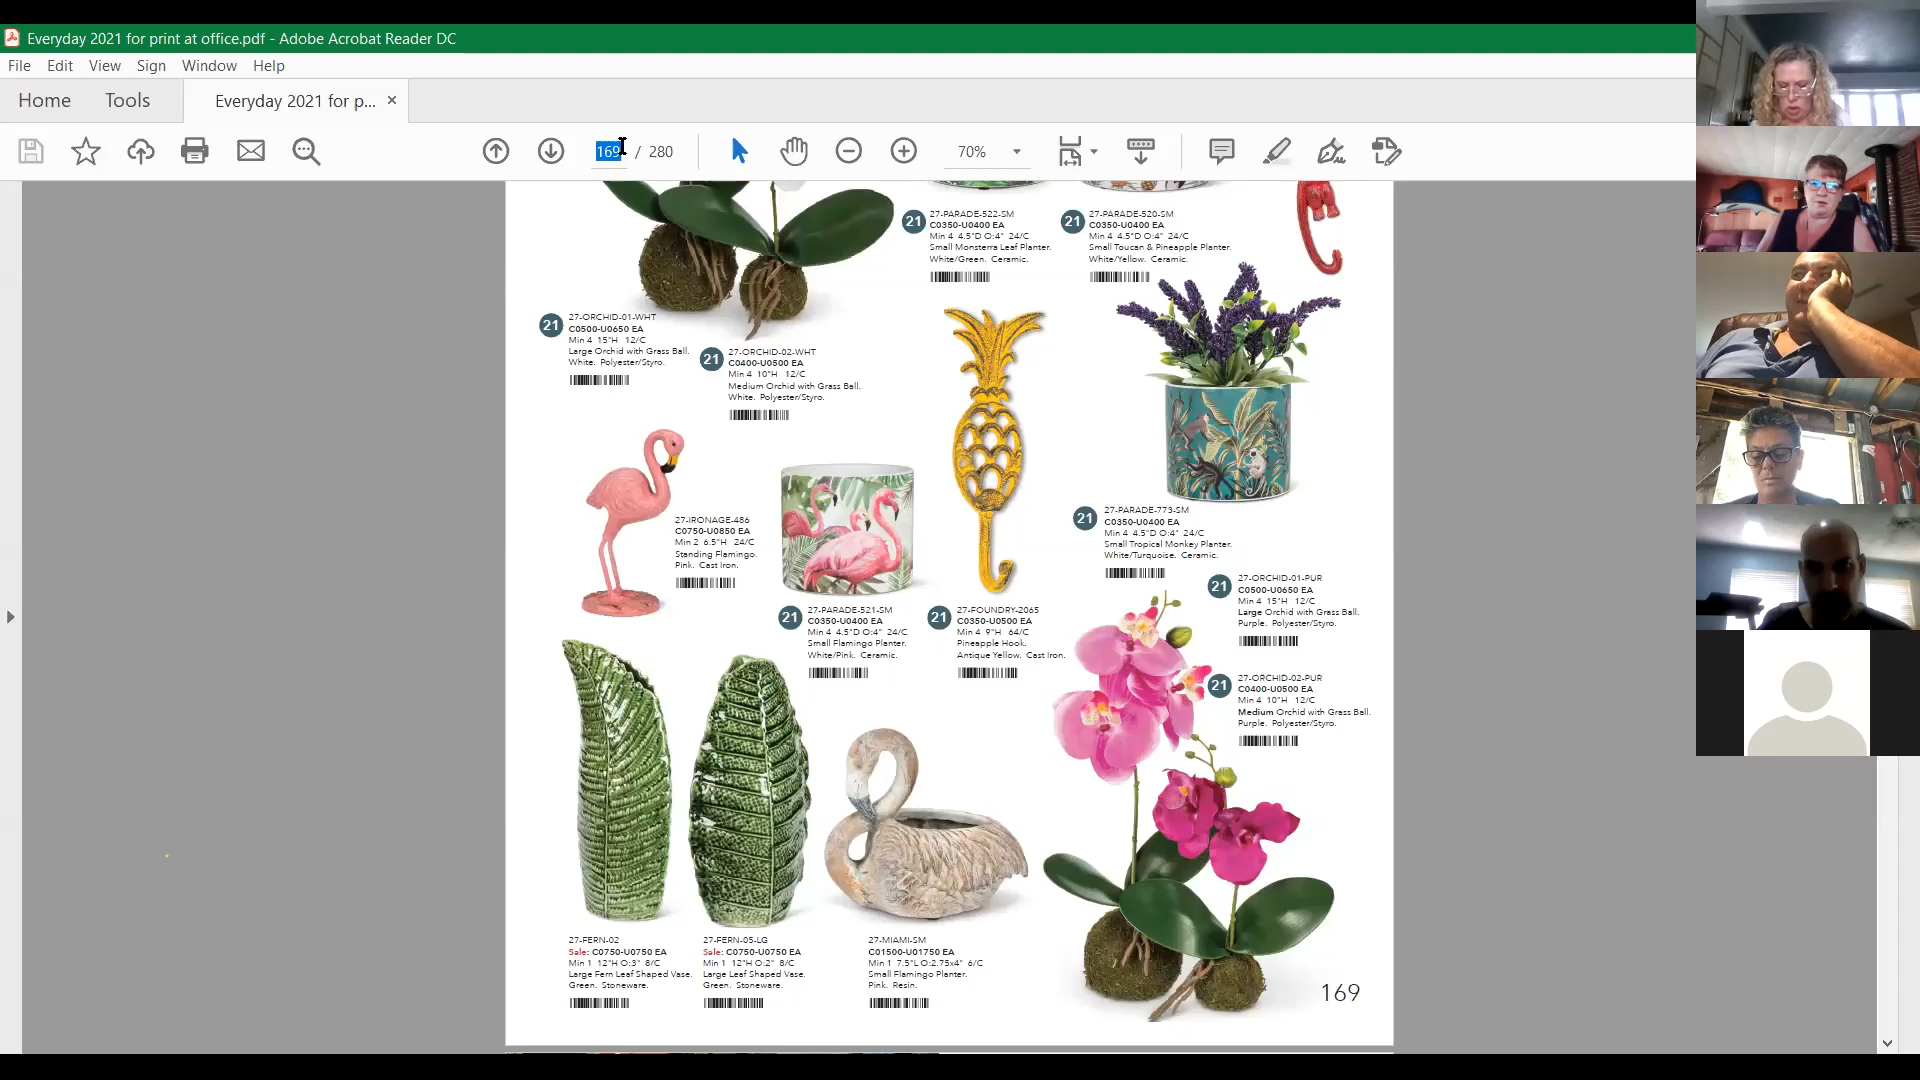 Everyday 2021 for print at office.pdf - Adobe Acrobat Reader DC
File Edit View Sign Window Help
Home Tools Everyday 2021 for p... ×
169 / 280 70%
21 27-PARADE-522-SM
C0350-U0400 EA
Min 4 4.5"D O:4" 24/C
Small Monsterra Leaf Planter.
White/Green. Ceramic.
21 27-PARADE-520-SM
C0350-U0400 EA
Min 4 4.5"D O:4" 24/C
Small Toucan & Pineapple Planter.
White/Yellow. Ceramic.
21 27-ORCHID-01-WHT
C0500-U0650 EA
Min 4 15"H 12/C
Large Orchid with Grass Ball.
White. Polyester/Styro.
21 27-ORCHID-02-WHT
C0400-U0500 EA
Min 4 10"H 12/C
Medium Orchid with Grass Ball.
White. Polyester/Styro.
27-IRONAGE-486
C0750-U0850 EA
Min 2 6.5"H 24/C
Standing Flamingo.
Pink. Cast Iron.
21 27-PARADE-773-SM
C0350-U0400 EA
Min 4 4.5"D O:4" 24/C
Small Tropical Monkey Planter.
White/Turquoise. Ceramic.
21 27-PARADE-521-SM
C0350-U0400 EA
Min 4 4.5"D O:4" 24/C
Small Flamingo Planter.
White/Pink. Ceramic.
21 27-FOUNDRY-2065
C0350-U0500 EA
Min 4 9"H 64/C
Pineapple Hook.
Antique Yellow. Cast Iron.
21 27-ORCHID-01-PUR
C0500-U0650 EA
Min 4 15"H 12/C
Large Orchid with Grass Ball.
Purple. Polyester/Styro.
21 27-ORCHID-02-PUR
C0400-U0500 EA
Min 4 10"H 12/C
Medium Orchid with Grass Ball.
Purple. Polyester/Styro.
27-FERN-02
Sale: C0750-U0750 EA
Min 1 12"H O:3" 8/C
Large Fern Leaf Shaped Vase.
Green. Stoneware.
27-FERN-05-LG
Sale: C0750-U0750 EA
Min 1 12"H O:2" 8/C
Large Leaf Shaped Vase.
Green. Stoneware.
27-MIAMI-SM
C01500-U01750 EA
Min 1 7.5"L O:2.75x4" 6/C
Small Flamingo Planter.
Pink. Resin.
169